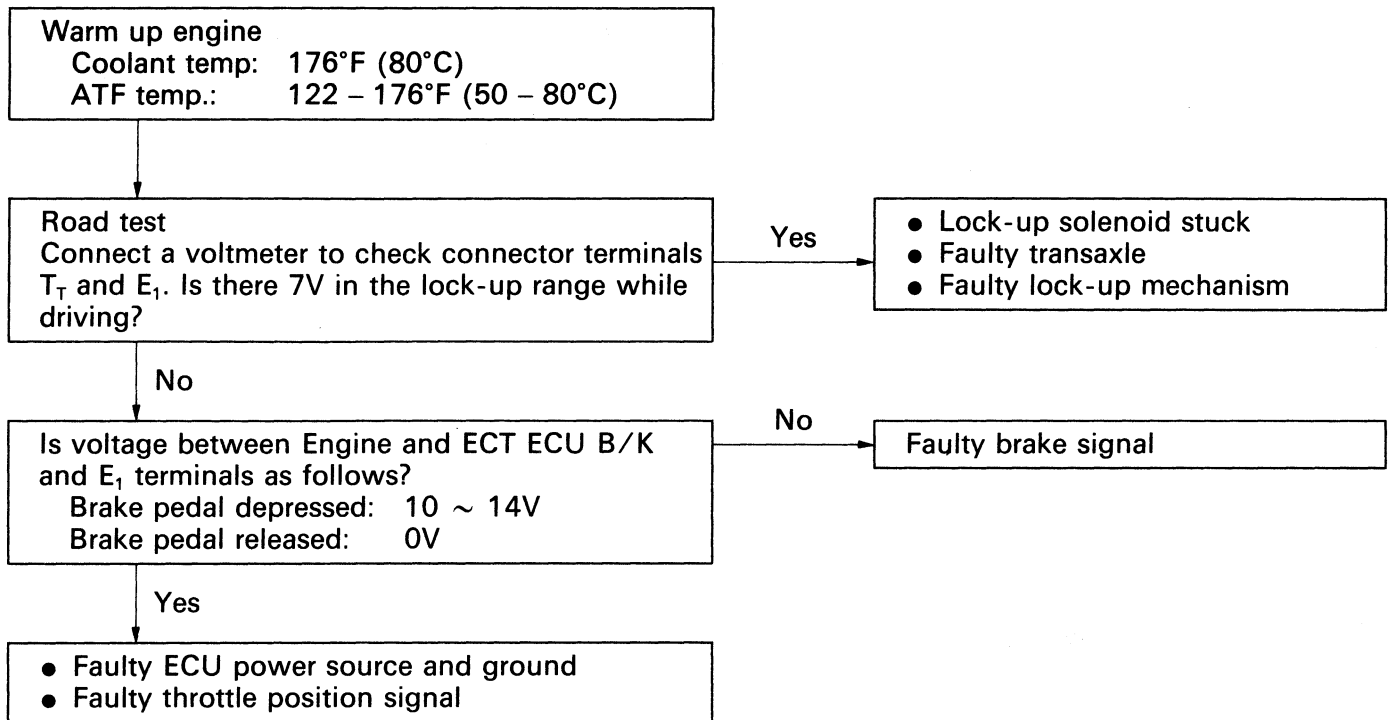 Warm up engine
Coolant temp: 176°F (80°C)
ATF temp.: 122 – 176°F (50 – 80°C)
Road test
Connect a voltmeter to check connector terminals
T_T and E₁. Is there 7V in the lock-up range while
driving?
Yes
● Lock-up solenoid stuck
● Faulty transaxle
● Faulty lock-up mechanism
No
Is voltage between Engine and ECT ECU B/K
and E₁ terminals as follows?
Brake pedal depressed: 10 ~ 14V
Brake pedal released: 0V
No
Faulty brake signal
Yes
● Faulty ECU power source and ground
● Faulty throttle position signal